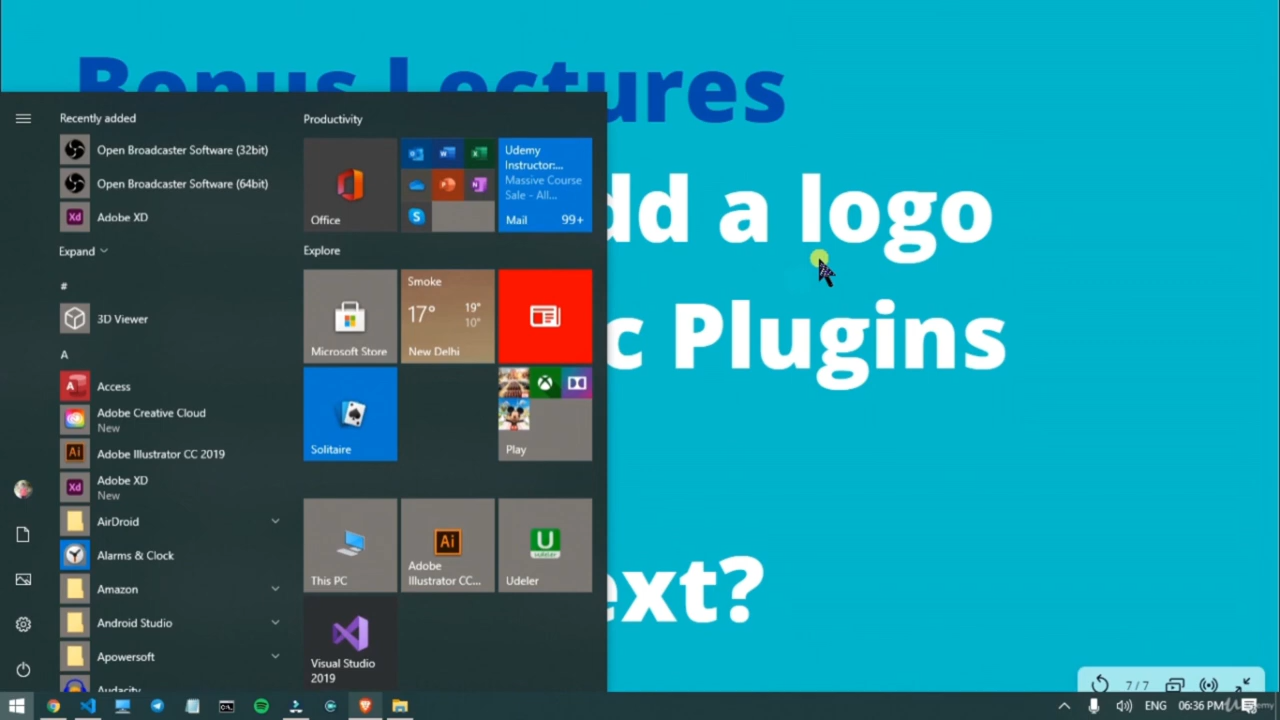 Bonus Lectures
dd a logo
c Plugins
ext?
Recently added
Open Broadcaster Software (32bit)
Open Broadcaster Software (64bit)
Adobe XD
Expand
#
3D Viewer
A
Access
Adobe Creative Cloud
New
Adobe Illustrator CC 2019
Adobe XD
New
AirDroid
Alarms & Clock
Amazon
Android Studio
Apowersoft
Audacity
Productivity
Office
Udemy
Instructor:...
Massive Course
Sale - All...
Mail 99+
Explore
Microsoft Store
Smoke
17° 19°
10°
New Delhi
Solitaire
Play
This PC
Adobe
Illustrator CC...
Udeler
Visual Studio
2019
7/7
ENG 06:36 PM